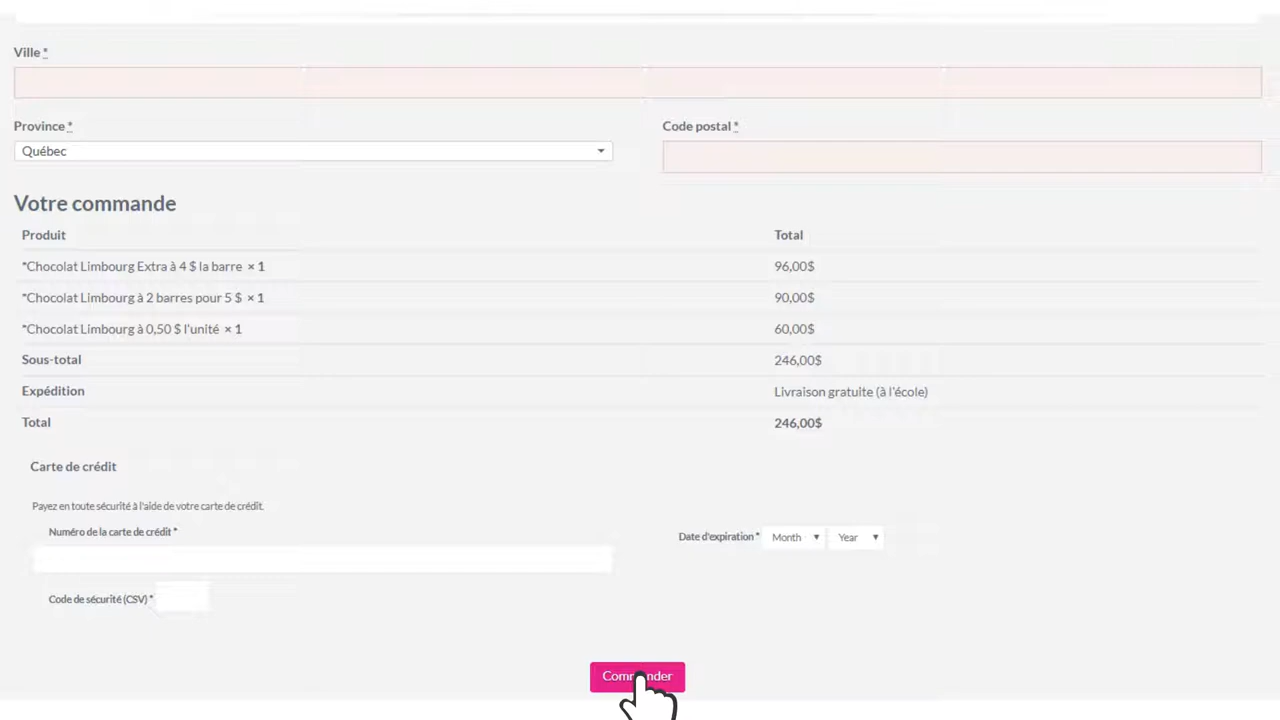 Ville *
Province *
Code postal *
Québec
Votre commande
Produit Total
*Chocolat Limbourg Extra à 4 $ la barre × 1 96,00$
*Chocolat Limbourg à 2 barres pour 5 $ × 1 90,00$
*Chocolat Limbourg à 0,50 $ l'unité × 1 60,00$
Sous-total 246,00$
Expédition Livraison gratuite (à l'école)
Total 246,00$
Carte de crédit
Payez en toute sécurité à l'aide de votre carte de crédit.
Numéro de la carte de crédit *
Date d'expiration * Month Year
Code de sécurité (CSV) *
Commander